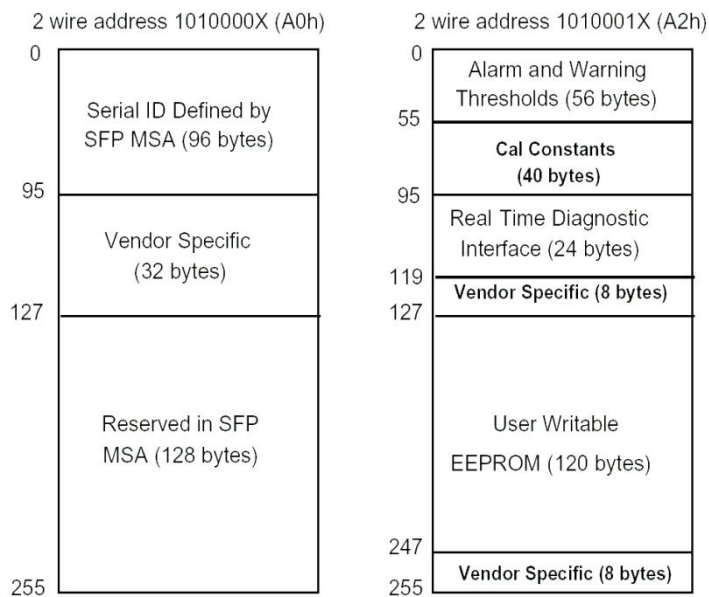 2 wire address 1010000X (A0h)
0
Serial ID Defined by
SFP MSA (96 bytes)
95
Vendor Specific
(32 bytes)
127
Reserved in SFP
MSA (128 bytes)
255
2 wire address 1010001X (A2h)
0
Alarm and Warning
Thresholds (56 bytes)
55
Cal Constants
(40 bytes)
95
Real Time Diagnostic
Interface (24 bytes)
119
Vendor Specific (8 bytes)
127
User Writable
EEPROM (120 bytes)
247
Vendor Specific (8 bytes)
255